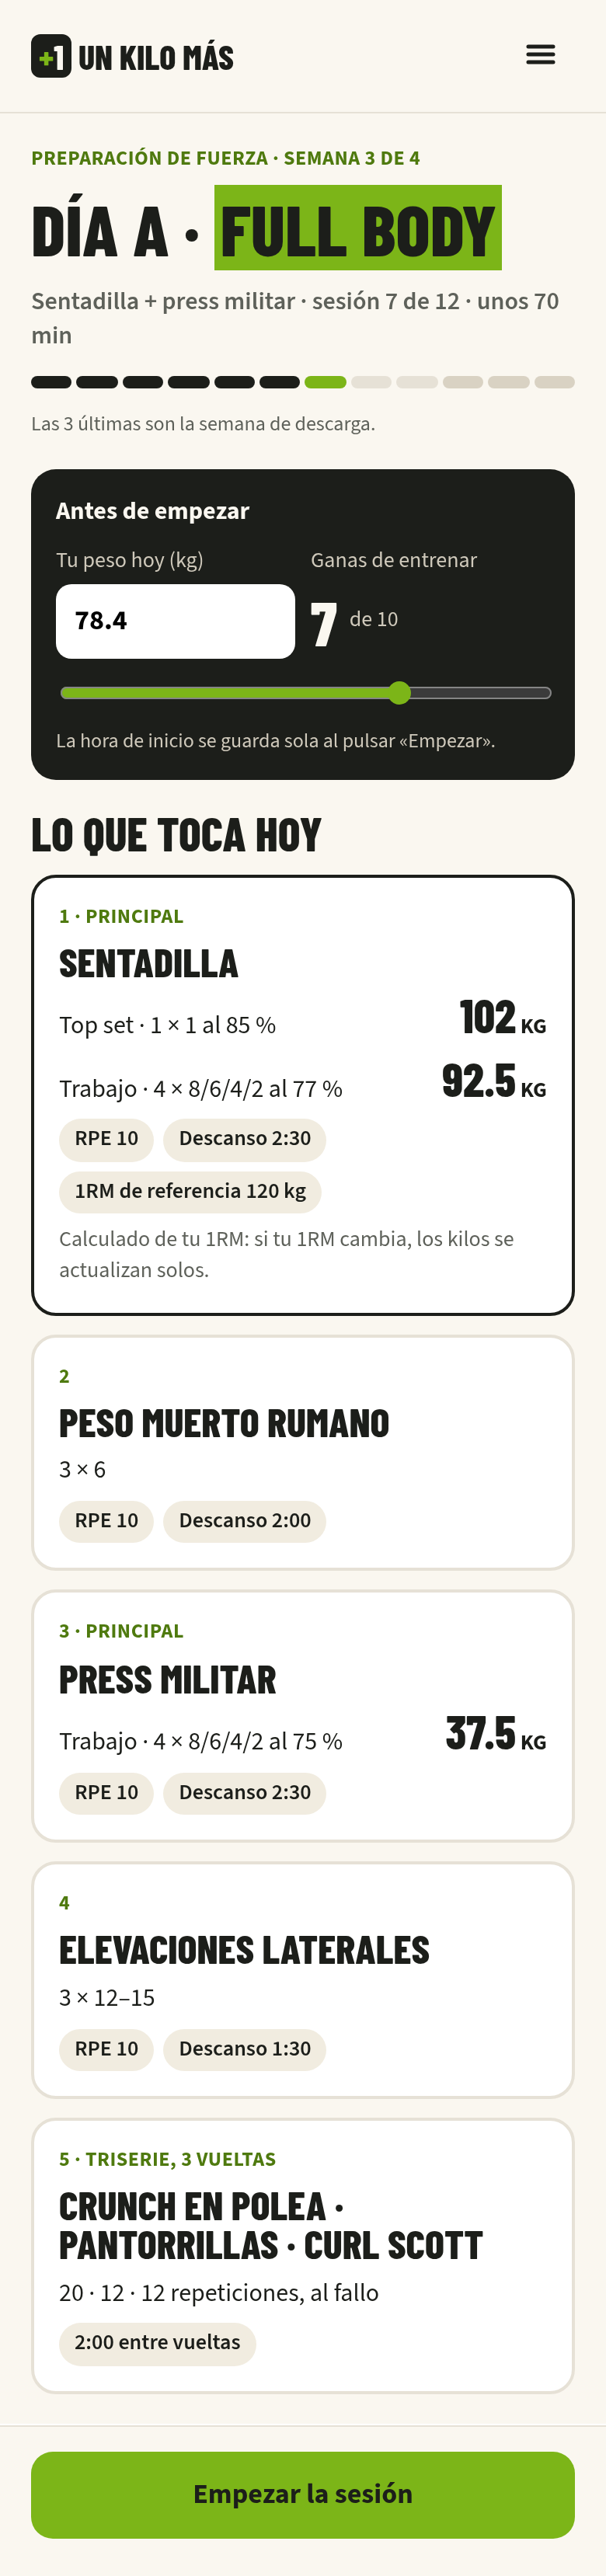 +1 UN KILO MÁS
PREPARACIÓN DE FUERZA · SEMANA 3 DE 4
DÍA A · FULL BODY
Sentadilla + press militar · sesión 7 de 12 · unos 70
min
Las 3 últimas son la semana de descarga.
Antes de empezar
Tu peso hoy (kg)
78.4
Ganas de entrenar
7 de 10
La hora de inicio se guarda sola al pulsar «Empezar».
LO QUE TOCA HOY
1 · PRINCIPAL
SENTADILLA
Top set · 1 × 1 al 85 % 102 KG
Trabajo · 4 × 8/6/4/2 al 77 % 92.5 KG
RPE 10 Descanso 2:30
1RM de referencia 120 kg
Calculado de tu 1RM: si tu 1RM cambia, los kilos se
actualizan solos.
2
PESO MUERTO RUMANO
3 × 6
RPE 10 Descanso 2:00
3 · PRINCIPAL
PRESS MILITAR
Trabajo · 4 × 8/6/4/2 al 75 % 37.5 KG
RPE 10 Descanso 2:30
4
ELEVACIONES LATERALES
3 × 12–15
RPE 10 Descanso 1:30
5 · TRISERIE, 3 VUELTAS
CRUNCH EN POLEA ·
PANTORRILLAS · CURL SCOTT
20 · 12 · 12 repeticiones, al fallo
2:00 entre vueltas
Empezar la sesión